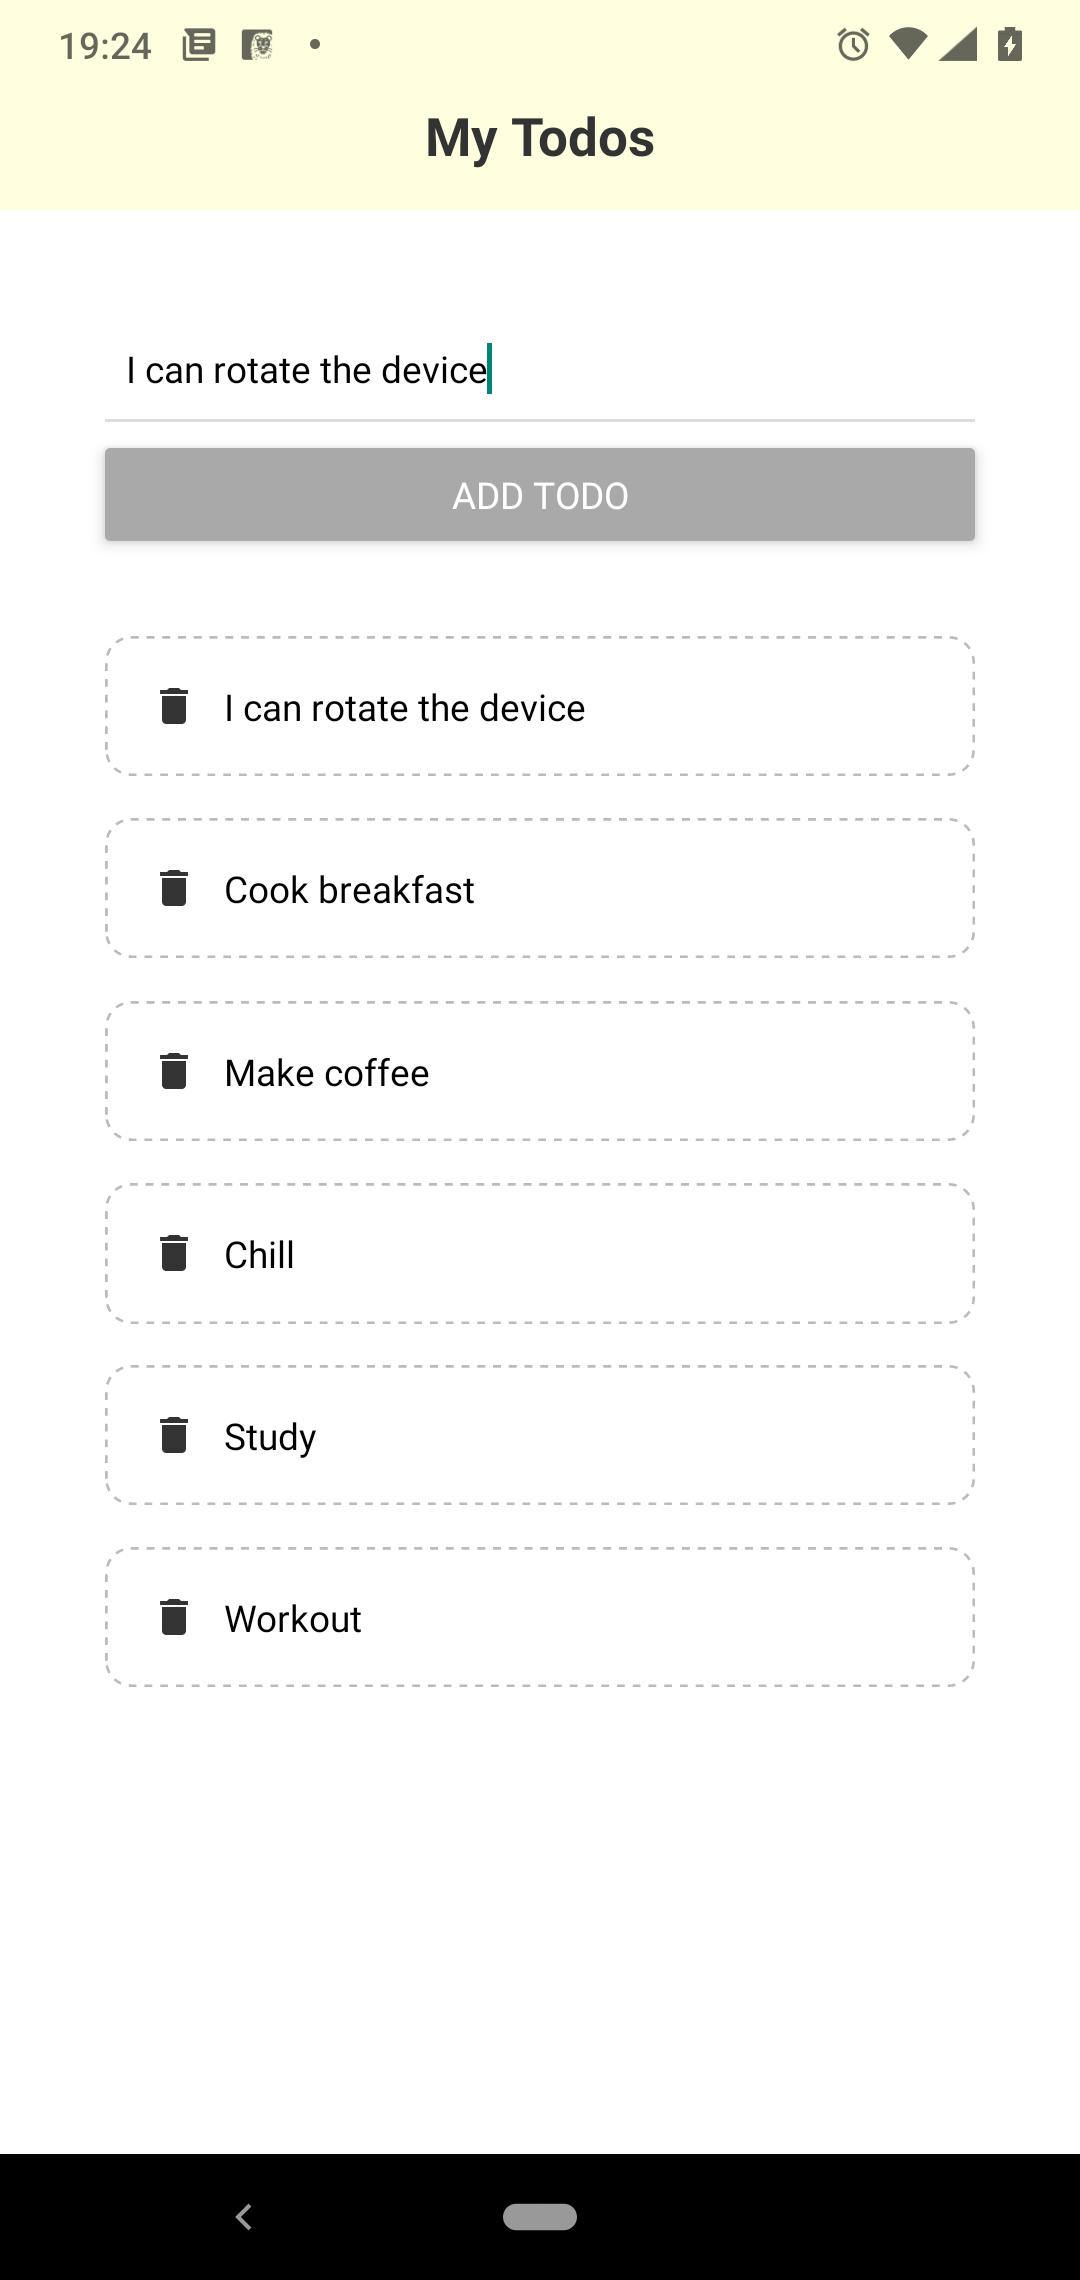 19:24
My Todos
I can rotate the device
ADD TODO
I can rotate the device
Cook breakfast
Make coffee
Chill
Study
Workout